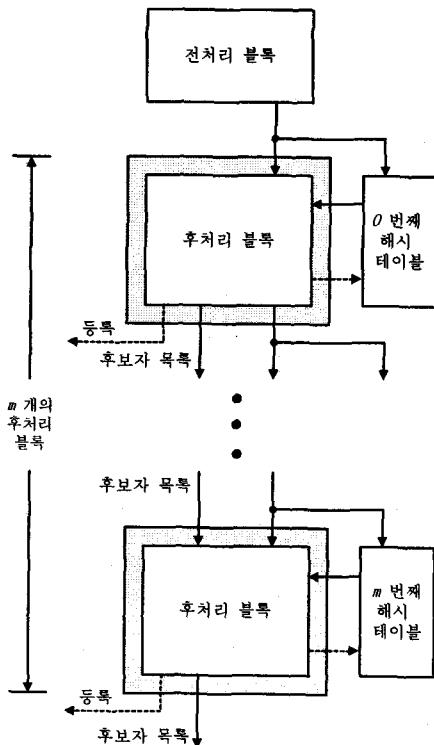 전처리 블록
후처리 블록
0 번째
해시
테이블
등록
후보자 목록
m 개의
후처리
블록
후보자 목록
후처리 블록
m 번째
해시
테이블
등록
후보자 목록